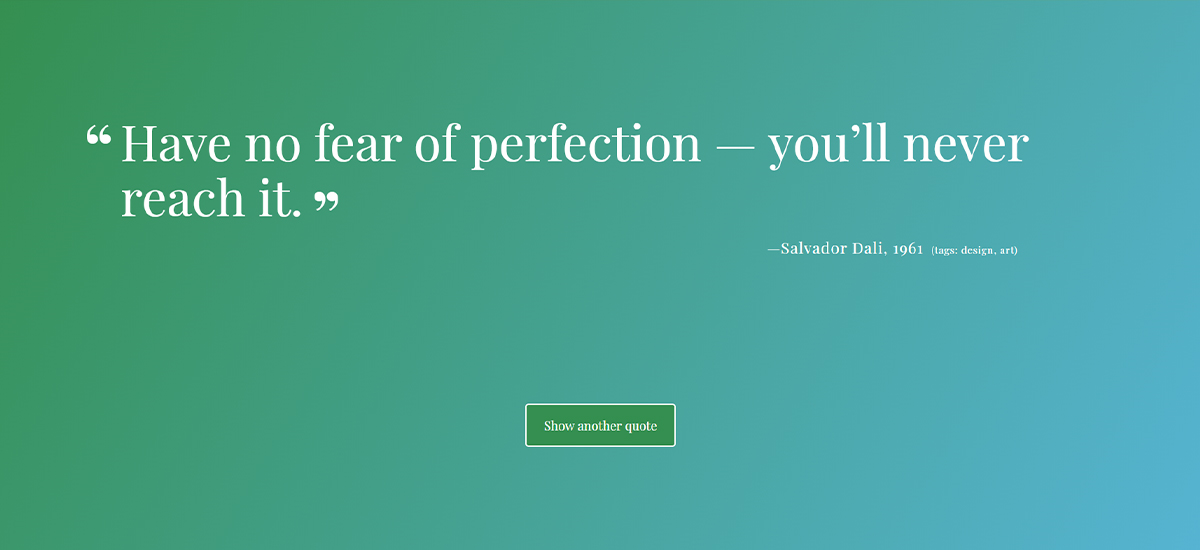 “Have no fear of perfection — you’ll never
reach it.”
—Salvador Dali, 1961 (tags: design, art)
Show another quote